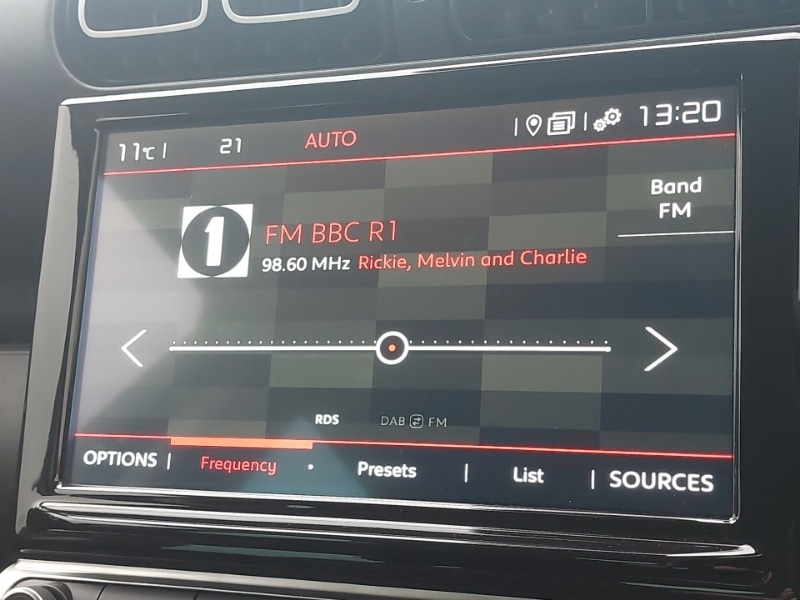 11°C 21 AUTO 13:20
Band
FM
1
FM BBC R1
98.60 MHz Rickie, Melvin and Charlie
RDS DAB FM
OPTIONS Frequency Presets List SOURCES